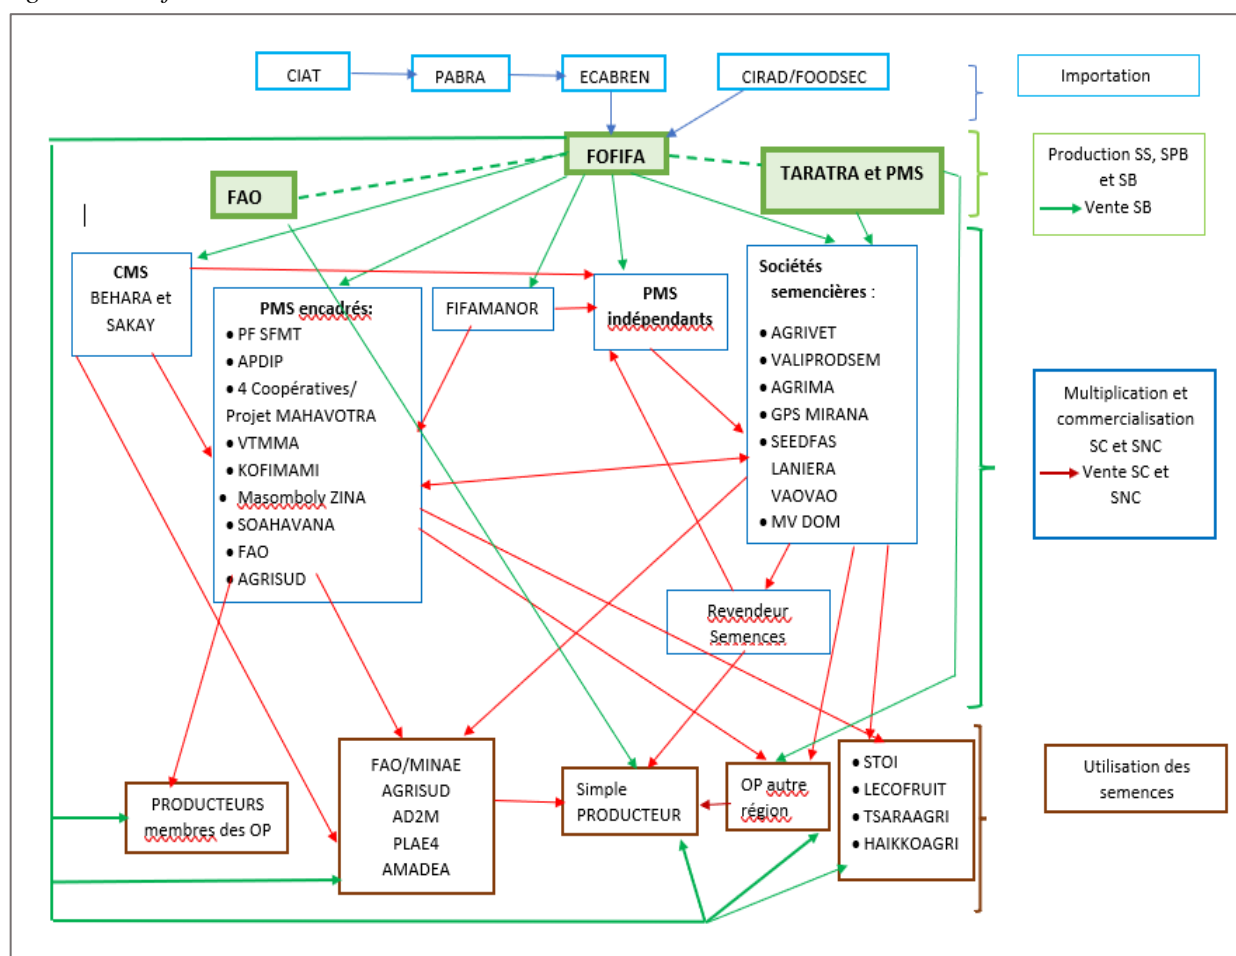 CIAT
PABRA
ECABREN
CIRAD/FOODSEC
Importation
FOFIFA
FAO
TARATRA et PMS
Production SS, SPB
et SB
Vente SB
CMS
BEHARA et
SAKAY
PMS encadrés:
● PF SFMT
● APDIP
● 4 Coopératives/
Projet MAHAVOTRA
● VTMMA
● KOFIMAMI
● Masomboly ZINA
● SOAHAVANA
● FAO
● AGRISUD
FIFAMANOR
PMS
indépendants
Sociétés
semencières :
● AGRIVET
● VALIPRODSEM
● AGRIMA
● GPS MIRANA
● SEEDFAS
LANIERA
VAOVAO
● MV DOM
Multiplication et
commercialisation
SC et SNC
Vente SC et
SNC
Revendeur
Semences
PRODUCTEURS
membres des OP
FAO/MINAE
AGRISUD
AD2M
PLAE4
AMADEA
Simple
PRODUCTEUR
OP autre
région
● STOI
● LECOFRUIT
● TSARAAGRI
● HAIKKOAGRI
Utilisation des
semences